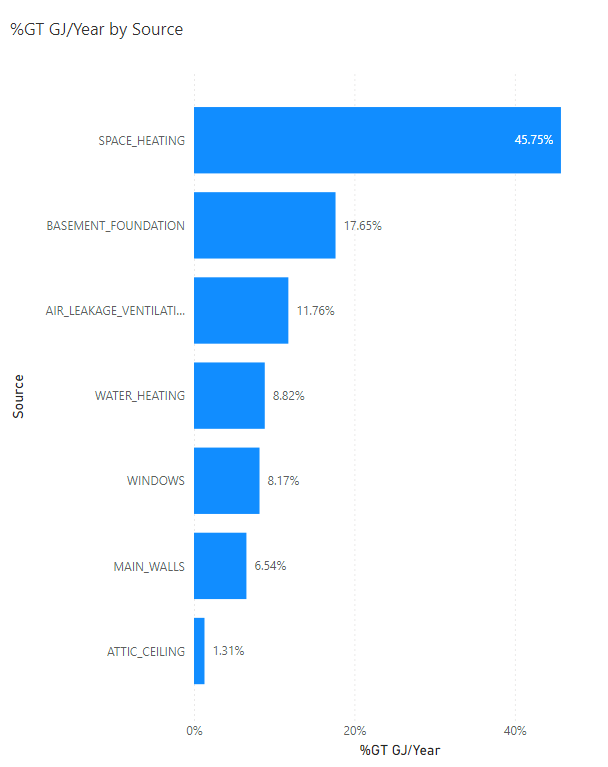 %GT GJ/Year by Source
SPACE_HEATING
45.75%
BASEMENT_FOUNDATION
17.65%
AIR_LEAKAGE_VENTILATI...
11.76%
WATER_HEATING
8.82%
WINDOWS
8.17%
MAIN_WALLS
6.54%
ATTIC_CEILING
1.31%
Source
0%
20%
40%
%GT GJ/Year